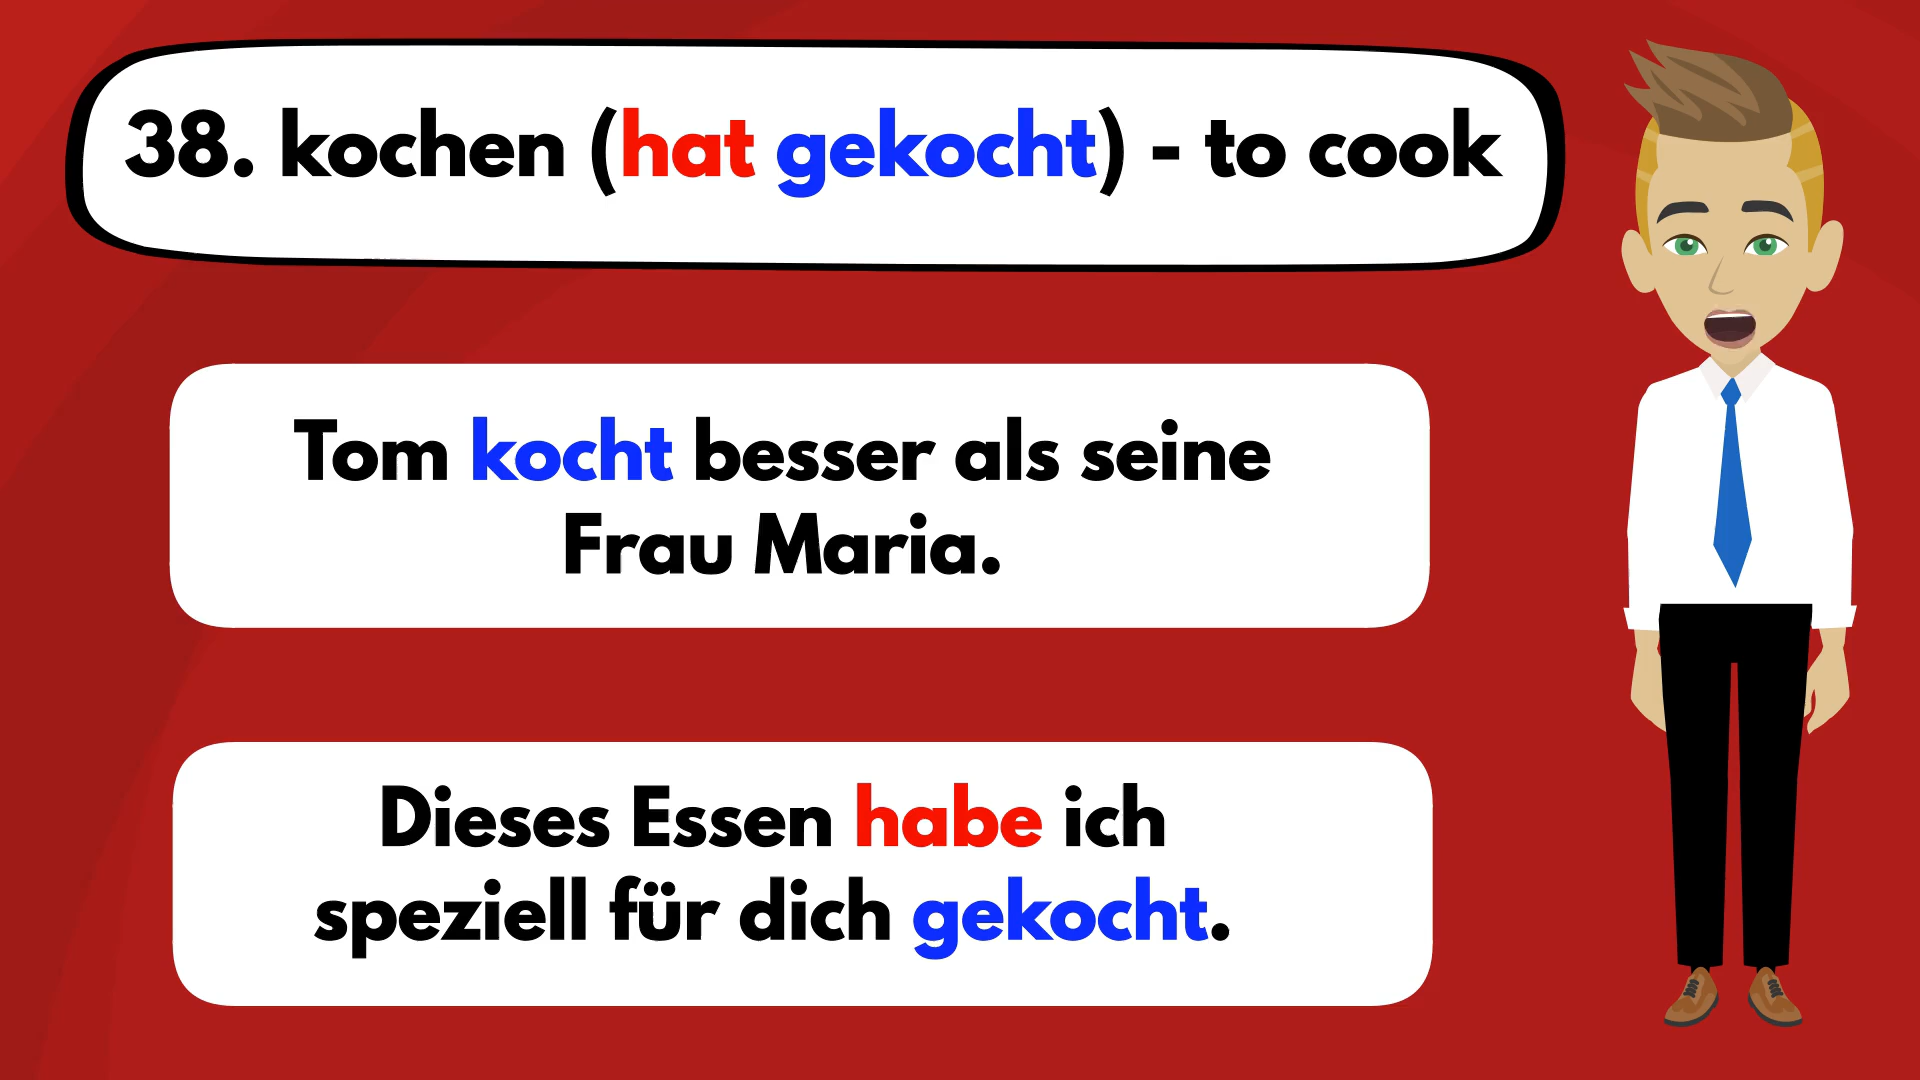 38. kochen (hat gekocht) - to cook
Tom kocht besser als seine
Frau Maria.
Dieses Essen habe ich
speziell für dich gekocht.